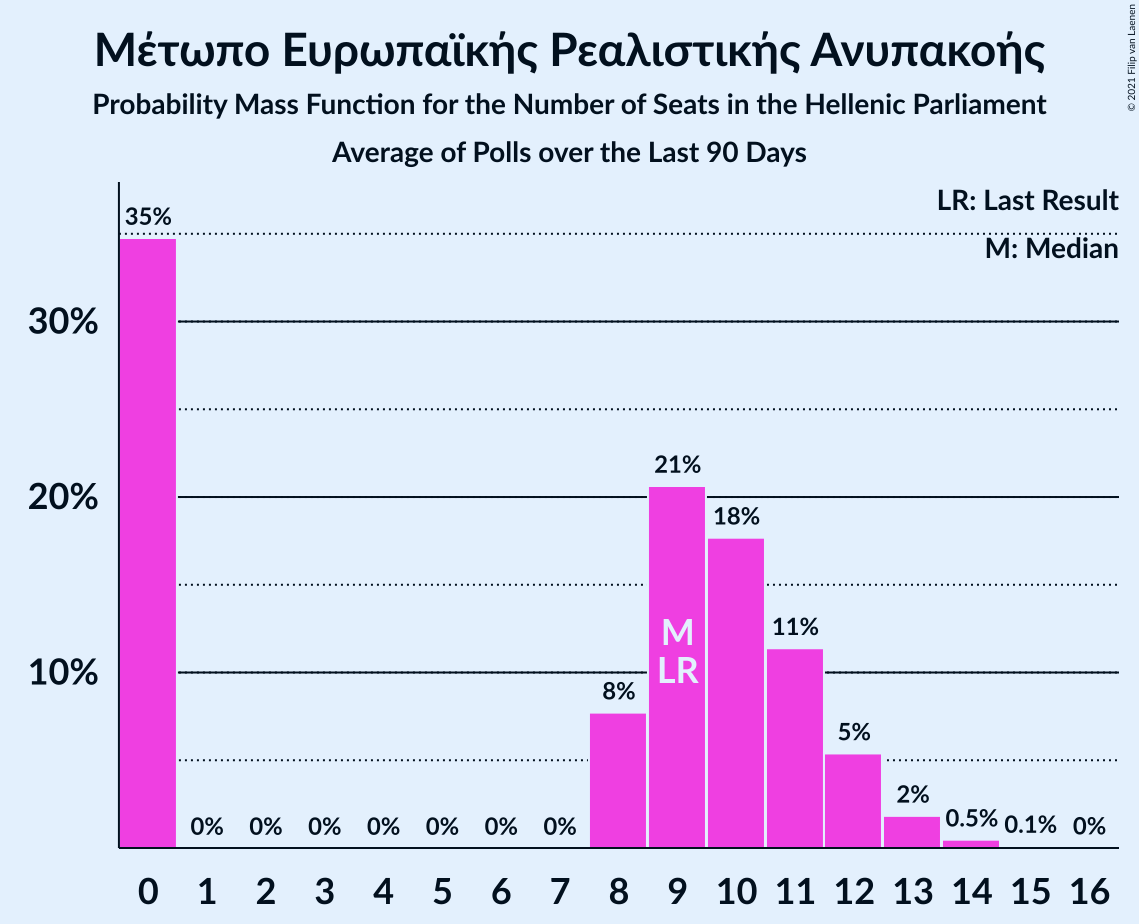 Μέτωπο Ευρωπαϊκής Ρεαλιστικής Ανυπακοής
Probability Mass Function for the Number of Seats in the Hellenic Parliament
Average of Polls over the Last 90 Days
© 2021 Filip van Laenen
LR: Last Result
M: Median
35%
30%
21%
20%
18%
M
LR
11%
10%
8%
5%
2%
0% 0% 0% 0% 0% 0% 0% 0.5% 0.1% 0%
0 1 2 3 4 5 6 7 8 9 10 11 12 13 14 15 16